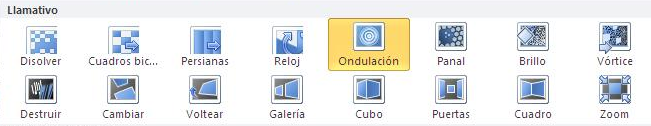 Llamativo
Disolver Cuadros bic... Persianas Reloj Ondulación Panal Brillo Vórtice
Destruir Cambiar Voltear Galería Cubo Puertas Cuadro Zoom